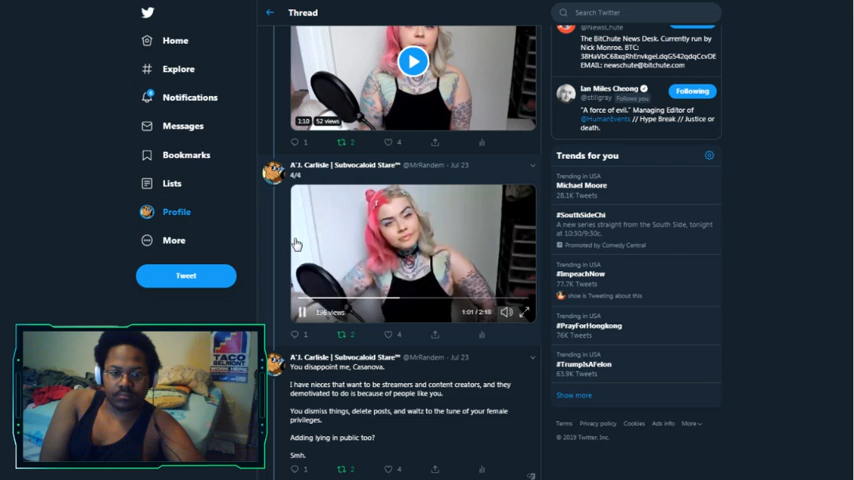 Home
Explore
Notifications
Messages
Bookmarks
Lists
Profile
More
Tweet
TACO
BELMONT
Thread
1:10 52 views
1 2 4
A'J. Carlisle | Subvocaloid Stare™ @MrRandem · Jul 23
4/4
196 views 1:01 / 2:18
1 2 4
A'J. Carlisle | Subvocaloid Stare™ @MrRandem · Jul 23
You disappoint me, Casanova.
I have nieces that want to be streamers and content creators, and they
demotivated to do is because of people like you.
You dismiss things, delete posts, and waltz to the tune of your female
privileges.
Adding lying in public too?
Smh.
1 2 4
Search Twitter
@NewsChute
The BitChute News Desk. Currently run by
Nick Monroe. BTC:
EMAIL: newschute@bitchute.com
Ian Miles Cheong
@stillgray Follows you
Following
"A force of evil." Managing Editor of
@HumanEvents // Hype Break // Justice or
death.
Trends for you
Trending in USA
Michael Moore
28.1K Tweets
#SouthSideChi
A new series straight from the South Side, tonight
at 10:30/9:30c.
Promoted by Comedy Central
Trending in USA
#ImpeachNow
77.7K Tweets
shoe is Tweeting about this
Trending in USA
#PrayForHongkong
76K Tweets
Trending in USA
#TrumpIsAFelon
63.9K Tweets
Show more
Terms Privacy policy Cookies Ads info More
© 2019 Twitter, Inc.